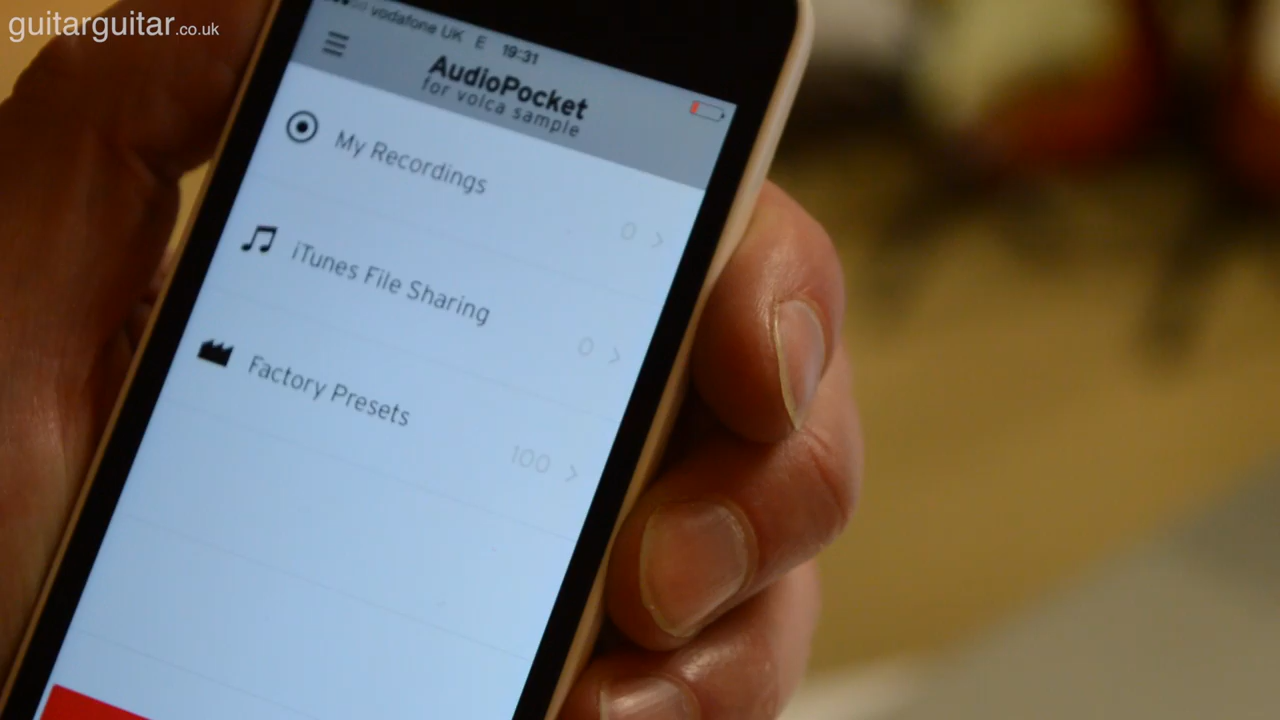 guitarguitar.co.uk
vodafone UK E 19:31
AudioPocket
for volca sample
My Recordings
0 >
iTunes File Sharing
0 >
Factory Presets
100 >